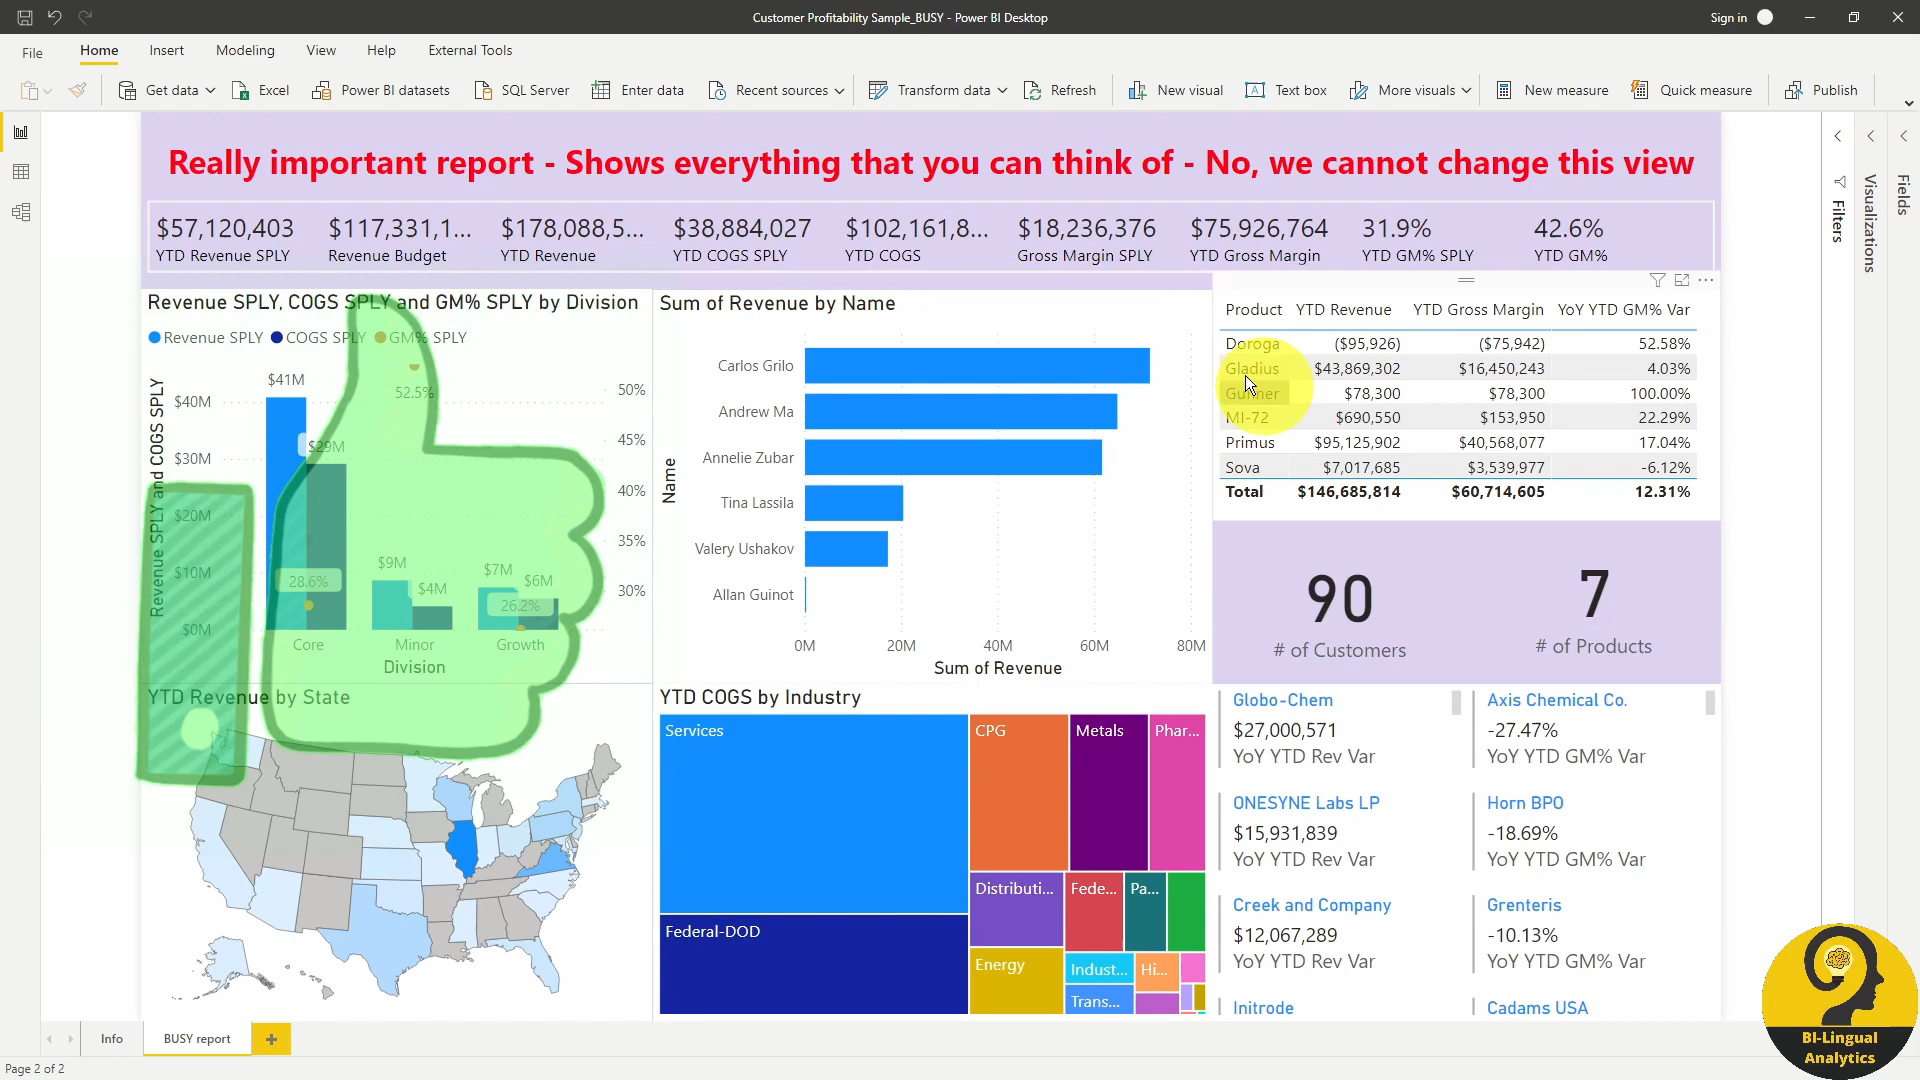 Customer Profitability Sample_BUSY - Power BI Desktop
Sign in
File Home Insert Modeling View Help External Tools
Get data Excel Power BI datasets SQL Server Enter data Recent sources Transform data Refresh New visual Text box More visuals New measure Quick measure Publish
Really important report - Shows everything that you can think of - No, we cannot change this view
$57,120,403 $117,331,1... $178,088,5... $38,884,027 $102,161,8... $18,236,376 $75,926,764 31.9% 42.6%
YTD Revenue SPLY Revenue Budget YTD Revenue YTD COGS SPLY YTD COGS Gross Margin SPLY YTD Gross Margin YTD GM% SPLY YTD GM%
Filters
Visualizations
Fields
Revenue SPLY, COGS SPLY and GM% SPLY by Division
Revenue SPLY COGS SPLY GM% SPLY
Revenue SPLY and COGS SPLY
$40M
$30M
$20M
$10M
$0M
$41M
$29M
52.5%
28.6%
$9M
$4M
$7M
$6M
26.2%
50%
45%
40%
35%
30%
Core Minor Growth
Division
Sum of Revenue by Name
Name
Carlos Grilo
Andrew Ma
Annelie Zubar
Tina Lassila
Valery Ushakov
Allan Guinot
0M 20M 40M 60M 80M
Sum of Revenue
Product YTD Revenue YTD Gross Margin YoY YTD GM% Var
Doroga ($95,926) ($75,942) 52.58%
Gladius $43,869,302 $16,450,243 4.03%
Gunner $78,300 $78,300 100.00%
MI-72 $690,550 $153,950 22.29%
Primus $95,125,902 $40,568,077 17.04%
Sova $7,017,685 $3,539,977 -6.12%
Total $146,685,814 $60,714,605 12.31%
90
# of Customers
7
# of Products
YTD Revenue by State
YTD COGS by Industry
Services
Federal-DOD
CPG
Metals
Phar...
Distributi...
Fede...
Pa...
Energy
Indust...
Hi...
Trans...
Globo-Chem
$27,000,571
YoY YTD Rev Var
ONESYNE Labs LP
$15,931,839
YoY YTD Rev Var
Creek and Company
$12,067,289
YoY YTD Rev Var
Initrode
Axis Chemical Co.
-27.47%
YoY YTD GM% Var
Horn BPO
-18.69%
YoY YTD GM% Var
Grenteris
-10.13%
YoY YTD GM% Var
Cadams USA
Info BUSY report
Page 2 of 2
BI-Lingual
Analytics